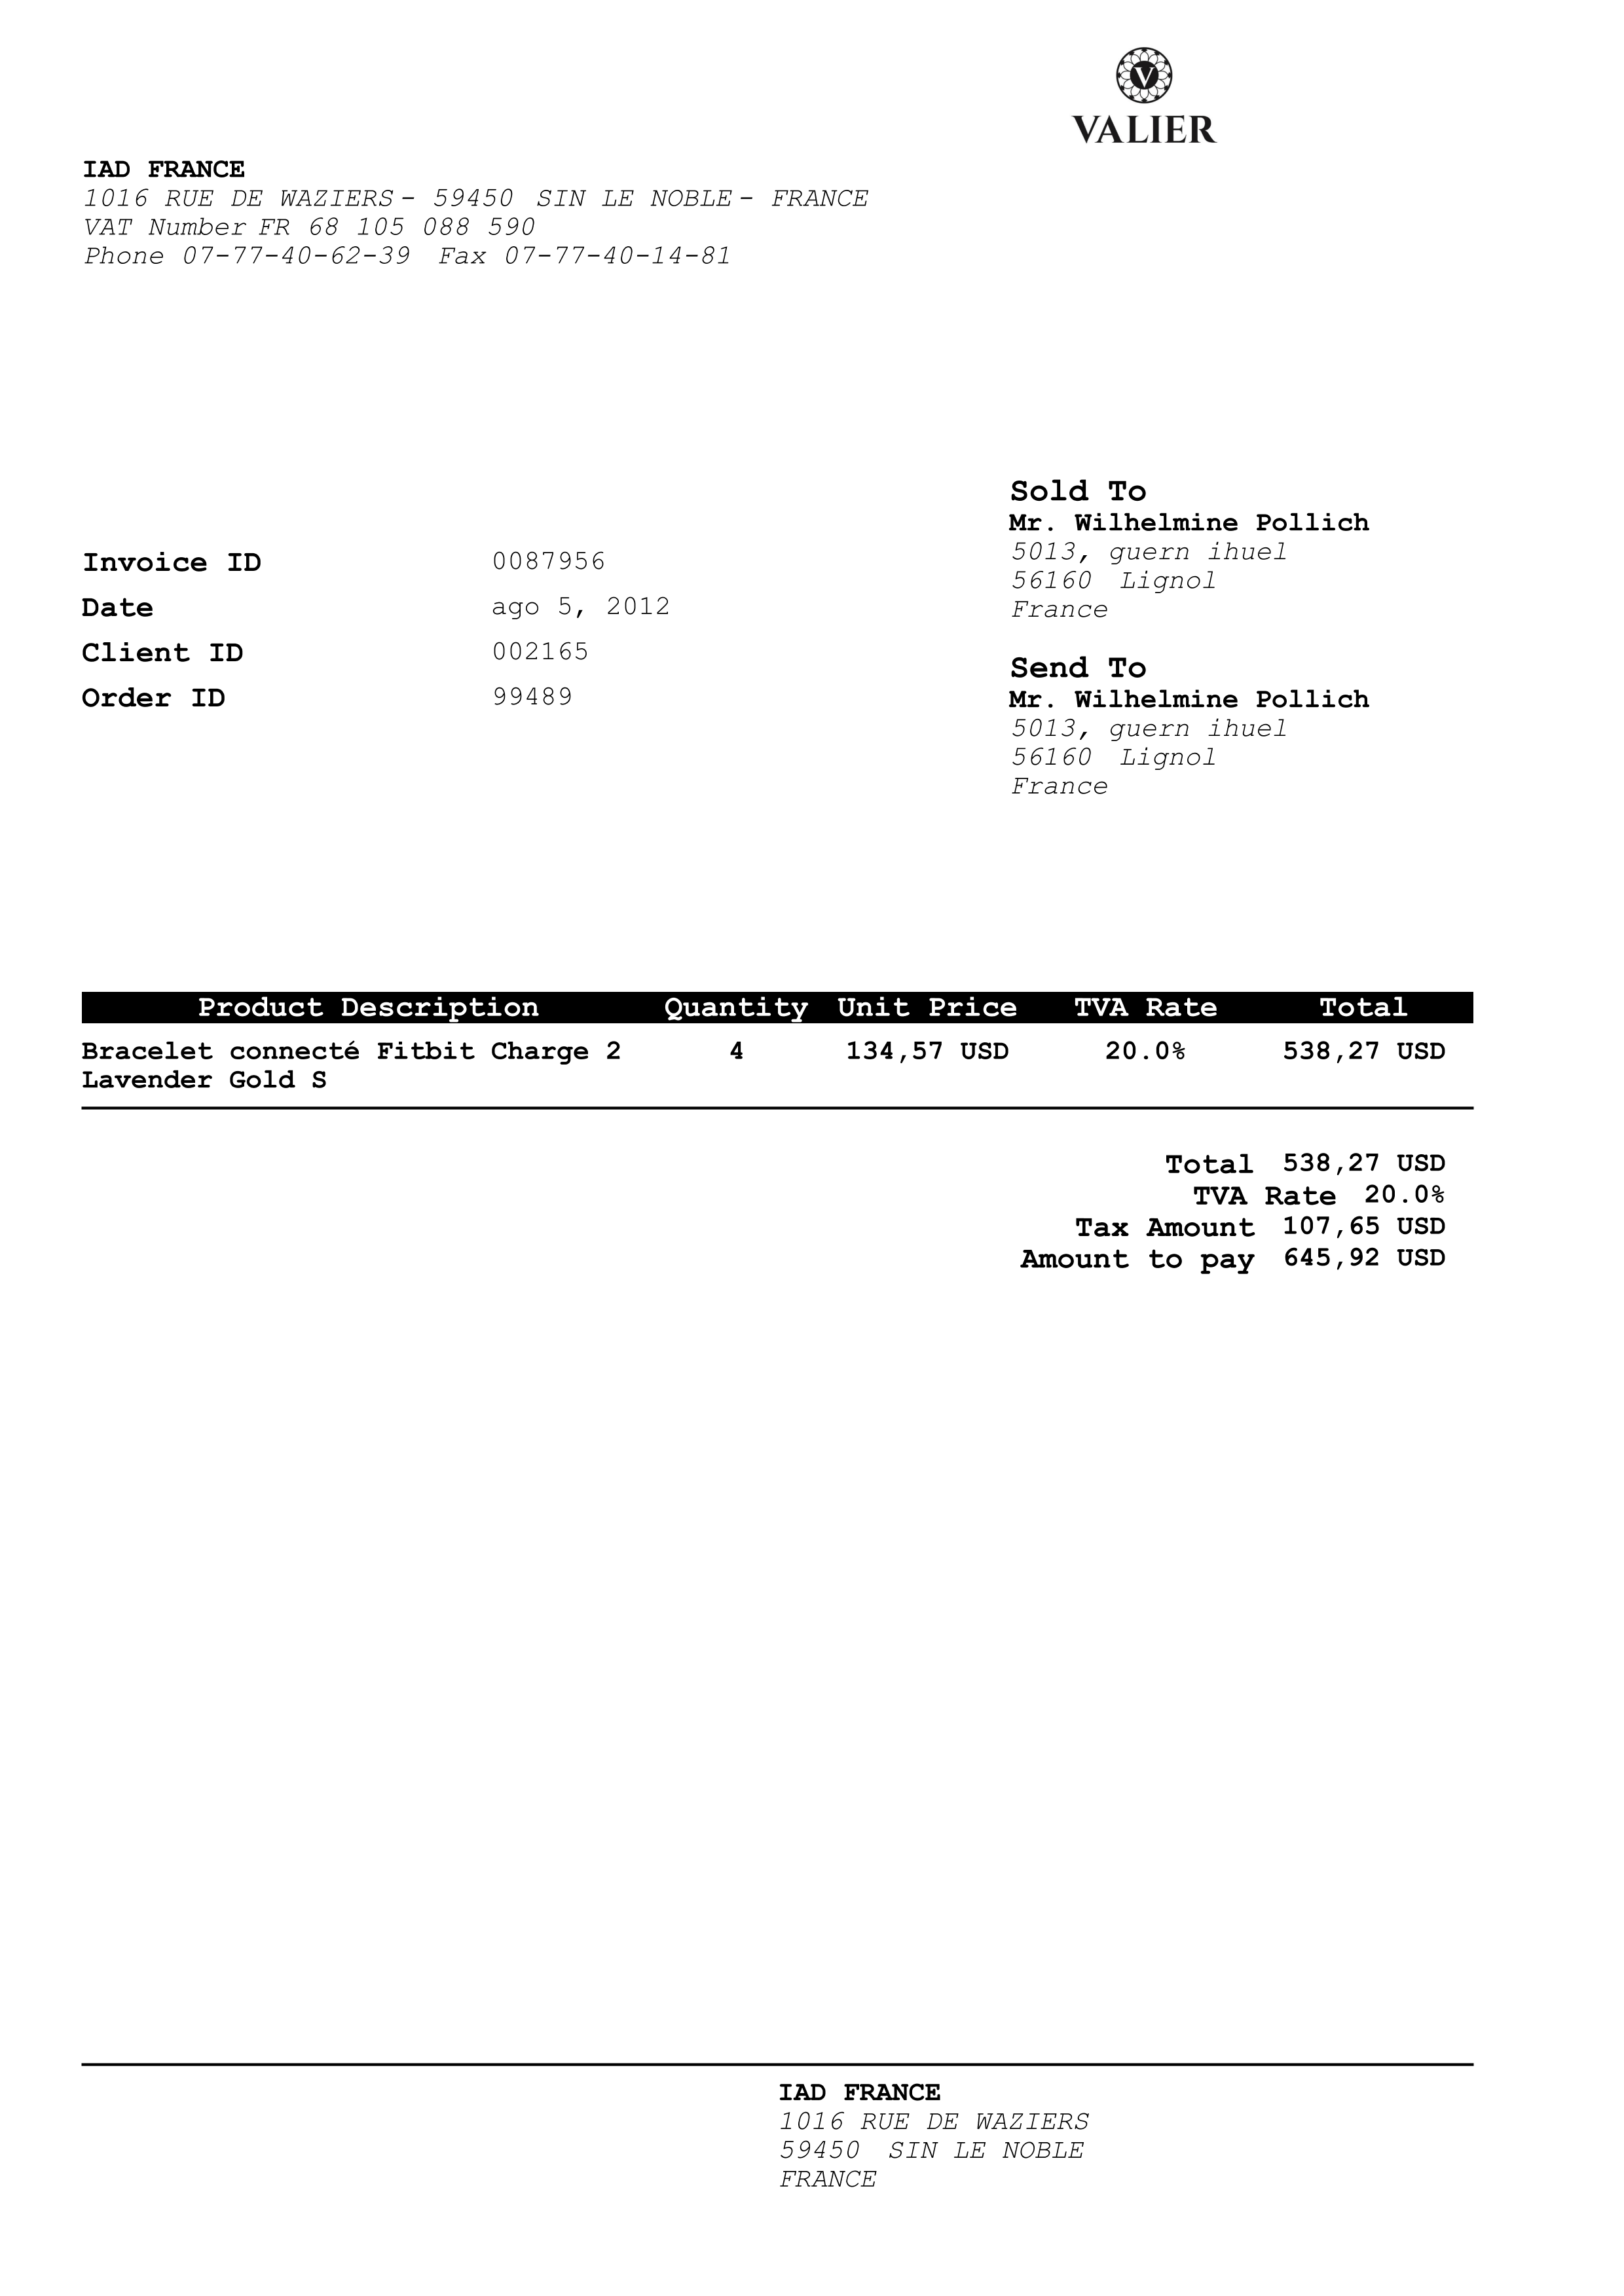 V
VALIER
IAD FRANCE
1016 RUE DE WAZIERS - 59450 SIN LE NOBLE - FRANCE
VAT Number FR 68 105 088 590
Phone 07-77-40-62-39 Fax 07-77-40-14-81
Sold To
Mr. Wilhelmine Pollich
5013, guern ihuel
56160 Lignol
France
Invoice ID 0087956
Date ago 5, 2012
Client ID 002165
Order ID 99489
Send To
Mr. Wilhelmine Pollich
5013, guern ihuel
56160 Lignol
France
Product Description Quantity Unit Price TVA Rate Total
Bracelet connecté Fitbit Charge 2 4 134,57 USD 20.0% 538,27 USD
Lavender Gold S
Total 538,27 USD
TVA Rate 20.0%
Tax Amount 107,65 USD
Amount to pay 645,92 USD
IAD FRANCE
1016 RUE DE WAZIERS
59450 SIN LE NOBLE
FRANCE